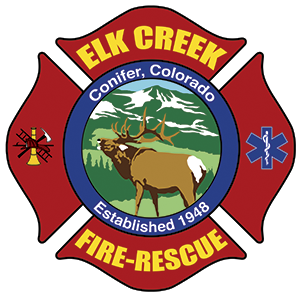 ELK CREEK
Conifer, Colorado
Established 1948
FIRE-RESCUE